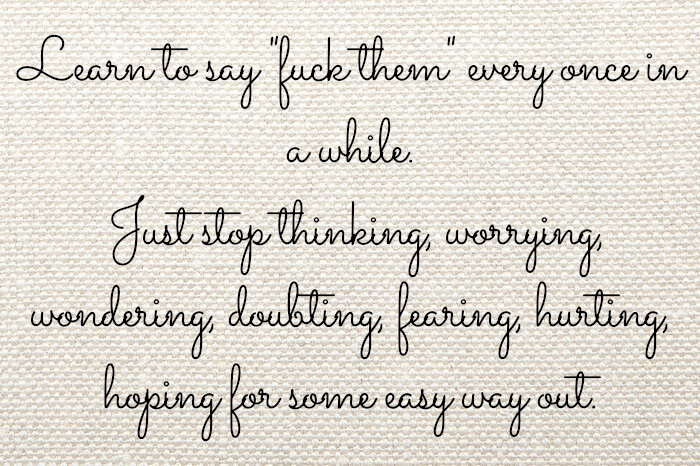 Learn to say "fuck them" every once in
a while.
Just stop thinking, worrying,
wondering, doubting, fearing, hurting,
hoping for some easy way out.